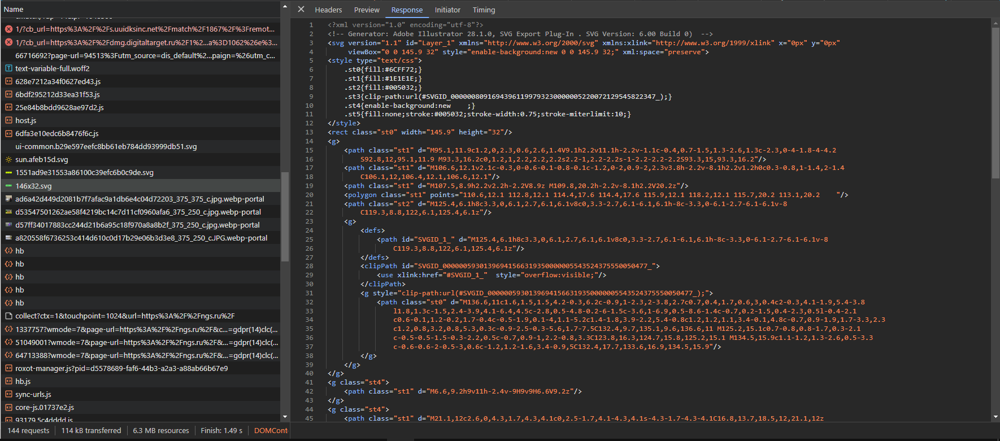 Name
1/?cb_url=https%3A%2F%2Fs.uuidksinc.net%2Fmatch%2F1867%2F%3Fremot...
1/?cb_url=https%3A%2F%2Fdmg.digitaltarget.ru%2F1%2...a%3D1062%26e%3...
66716692?page-url=94513%3Futm_source=dis_default%2...paign=%26utm_c...
text-variable-full.woff2
628e7212a34f0627ed43.js
6bdf295212d33ea31f53.js
25e84b8bdd9628ae97d2.js
host.js
6dfa3e10edc6b8476f6c.js
ui-common.b29e597eefc8bb61eb784dd93999db51.svg
sun.afeb15d.svg
1551ad9e31553a86100c39efc6b0c9de.svg
146x32.svg
ad6a42d449d2081b7f7afac9a1db6e4c04d72203_375_375_c.jpg.webp-portal
d53547501262ae58f4219bc14c7d11cf0960afa6_375_250_c.jpg.webp-portal
d57ff34017883cc244d21b6a95c18f970a8a8b2f_375_250_c.jpg.webp-portal
a820558f6736253c414d610c0d17b29e06b3d3e8_375_250_c.JPG.webp-portal
hb
hb
hb
hb
hb
collect?ctx=1&touchpoint=1024&url=https%3A%2F%2Fngs.ru%2F
1337757?wmode=7&page-url=https%3A%2F%2Fngs.ru%2F&c...=gdpr(14)clc(...
51049001?wmode=7&page-url=https%3A%2F%2Fngs.ru%2F&...=gdpr(14)clc(...
64713388?wmode=7&page-url=https%3A%2F%2Fngs.ru%2F&...=gdpr(14)clc(...
roxot-manager.js?pid=d5578689-faf6-44b3-a2a3-a88ab66b67e9
hb.js
sync-urls.js
core-js.01737e2.js
93179.5c4dddd.js
144 requests 114 kB transferred 6.3 MB resources Finish: 1.49 s DOMConte
Headers Preview Response Initiator Timing
1 <?xml version="1.0" encoding="utf-8"?>
2 <!-- Generator: Adobe Illustrator 28.1.0, SVG Export Plug-In . SVG Version: 6.00 Build 0)  -->
3 <svg version="1.1" id="Layer_1" xmlns="http://www.w3.org/2000/svg" xmlns:xlink="http://www.w3.org/1999/xlink" x="0px" y="0px"
4 viewBox="0 0 145.9 32" style="enable-background:new 0 0 145.9 32;" xml:space="preserve">
5 <style type="text/css">
6 .st0{fill:#6CFF72;}
7 .st1{fill:#1E1E1E;}
8 .st2{fill:#005032;}
9 .st3{clip-path:url(#SVGID_00000080916943961199793230000005220072129545822347_);}
10 .st4{enable-background:new    ;}
11 .st5{fill:none;stroke:#005032;stroke-width:0.75;stroke-miterlimit:10;}
12 </style>
13 <rect class="st0" width="145.9" height="32"/>
14 <g>
15 <path class="st1" d="M95.1,11.9c1.2,0,2.3,0.6,2.6,1.4V9.1h2.2v11.1h-2.2v-1.1c-0.4,0.7-1.5,1.3-2.6,1.3c-2.3,0-4-1.8-4-4.2
16 S92.8,12,95.1,11.9 M93.3,16.2c0,1.2,1,2.2,2.2,2.2s2.2-1,2.2-2.2s-1-2.2-2.2-2.2S93.3,15,93.3,16.2"/>
17 <path class="st1" d="M106.6,12.1v2.1c-0.3,0-0.6-0.1-0.8-0.1c-1.2,0-2,0.9-2,2.3v3.8h-2.2v-8.1h2.2v1.2h0c0.3-0.8,1-1.4,2-1.4
18 C106.1,12,106.4,12.1,106.6,12.1"/>
19 <path class="st1" d="M107.5,8.9h2.2v2.2h-2.2V8.9z M109.8,20.2h-2.2v-8.1h2.2V20.2z"/>
20 <polygon class="st1" points="110.6,12.1 112.8,12.1 114.4,17.6 114.4,17.6 115.9,12.1 118.2,12.1 115.7,20.2 113.1,20.2    "/>
21 <path class="st2" d="M125.4,6.1h8c3.3,0,6.1,2.7,6.1,6.1v8c0,3.3-2.7,6.1-6.1,6.1h-8c-3.3,0-6.1-2.7-6.1-6.1v-8
22 C119.3,8.8,122,6.1,125.4,6.1z"/>
23 <g>
24 <defs>
25 <path id="SVGID_1_" d="M125.4,6.1h8c3.3,0,6.1,2.7,6.1,6.1v8c0,3.3-2.7,6.1-6.1,6.1h-8c-3.3,0-6.1-2.7-6.1-6.1v-8
26 C119.3,8.8,122,6.1,125.4,6.1z"/>
27 </defs>
28 <clipPath id="SVGID_00000059301396941566319350000005543524375550050477_">
29 <use xlink:href="#SVGID_1_"  style="overflow:visible;"/>
30 </clipPath>
31 <g style="clip-path:url(#SVGID_00000059301396941566319350000005543524375550050477_);">
32 <path class="st0" d="M136.6,11c1.6,1.5,1.5,4.2-0.3,6.2c-0.9,1-2.3,2-3.8,2.7c0.7,0.4,1.7,0.6,3,0.4c2-0.3,4.1-1.9,5.4-3.8
33 l1.8,1.3c-1.5,2.4-3.9,4.1-6.4,4.5c-2.8,0.5-4.8-0.2-6-1.5c-3.6,1-6.9,0.5-8.6-1.4c-0.7,0.2-1.5,0.4-2.3,0.5l-0.4-2.1
34 c0.6-0.1,1.2-0.2,1.7-0.4c-0.5-1.9,0.1-4,1.1-5.2c1.4-1.8,3.9-2.2,5.4-0.8c1.2,1.2,1.1,3.4-0.1,4.8c-0.7,0.9-1.9,1.7-3.3,2.3
35 c1.2,0.8,3.2,0.8,5.3,0.3c-0.9-2.5-0.3-5.6,1.7-7.5C132.4,9.7,135.1,9.6,136.6,11 M125.2,15.1c0.7-0.8,0.8-1.7,0.3-2.1
36 c-0.5-0.5-1.5-0.3-2.2,0.5c-0.7,0.9-1,2.2-0.8,3.3C123.8,16.3,124.7,15.8,125.2,15.1 M134.5,15.9c1.1-1.2,1.3-2.6,0.5-3.3
37 c-0.6-0.6-2-0.5-3,0.6c-1.2,1.2-1.6,3.4-0.9,5C132.4,17.7,133.6,16.9,134.5,15.9"/>
38 </g>
39 </g>
40 </g>
41 <g class="st4">
42 <path class="st1" d="M6.6,9.2h9v11h-2.4v-9H9v9H6.6V9.2z"/>
43 </g>
44 <g class="st4">
45 <path class="st1" d="M21.1,12c2.6,0,4.3,1.7,4.3,4.1c0,2.5-1.7,4.1-4.3,4.1s-4.3-1.7-4.3-4.1C16.8,13.7,18.5,12,21.1,12z